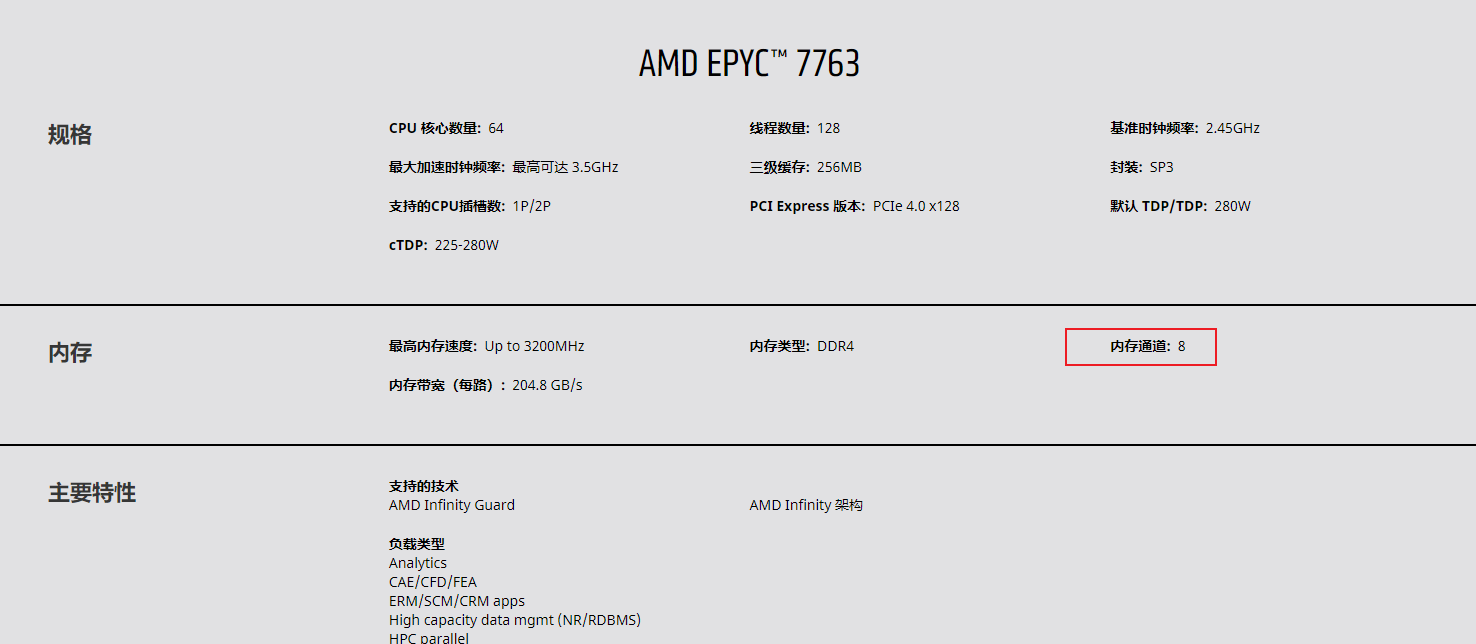 AMD EPYC™ 7763
规格
CPU 核心数量: 64
线程数量: 128
基准时钟频率: 2.45GHz
最大加速时钟频率: 最高可达 3.5GHz
三级缓存: 256MB
封装: SP3
支持的CPU插槽数: 1P/2P
PCI Express 版本: PCIe 4.0 x128
默认 TDP/TDP: 280W
cTDP: 225-280W
内存
最高内存速度: Up to 3200MHz
内存类型: DDR4
内存通道: 8
内存带宽（每路）: 204.8 GB/s
主要特性
支持的技术
AMD Infinity Guard
AMD Infinity 架构
负载类型
Analytics
CAE/CFD/FEA
ERM/SCM/CRM apps
High capacity data mgmt (NR/RDBMS)
HPC parallel